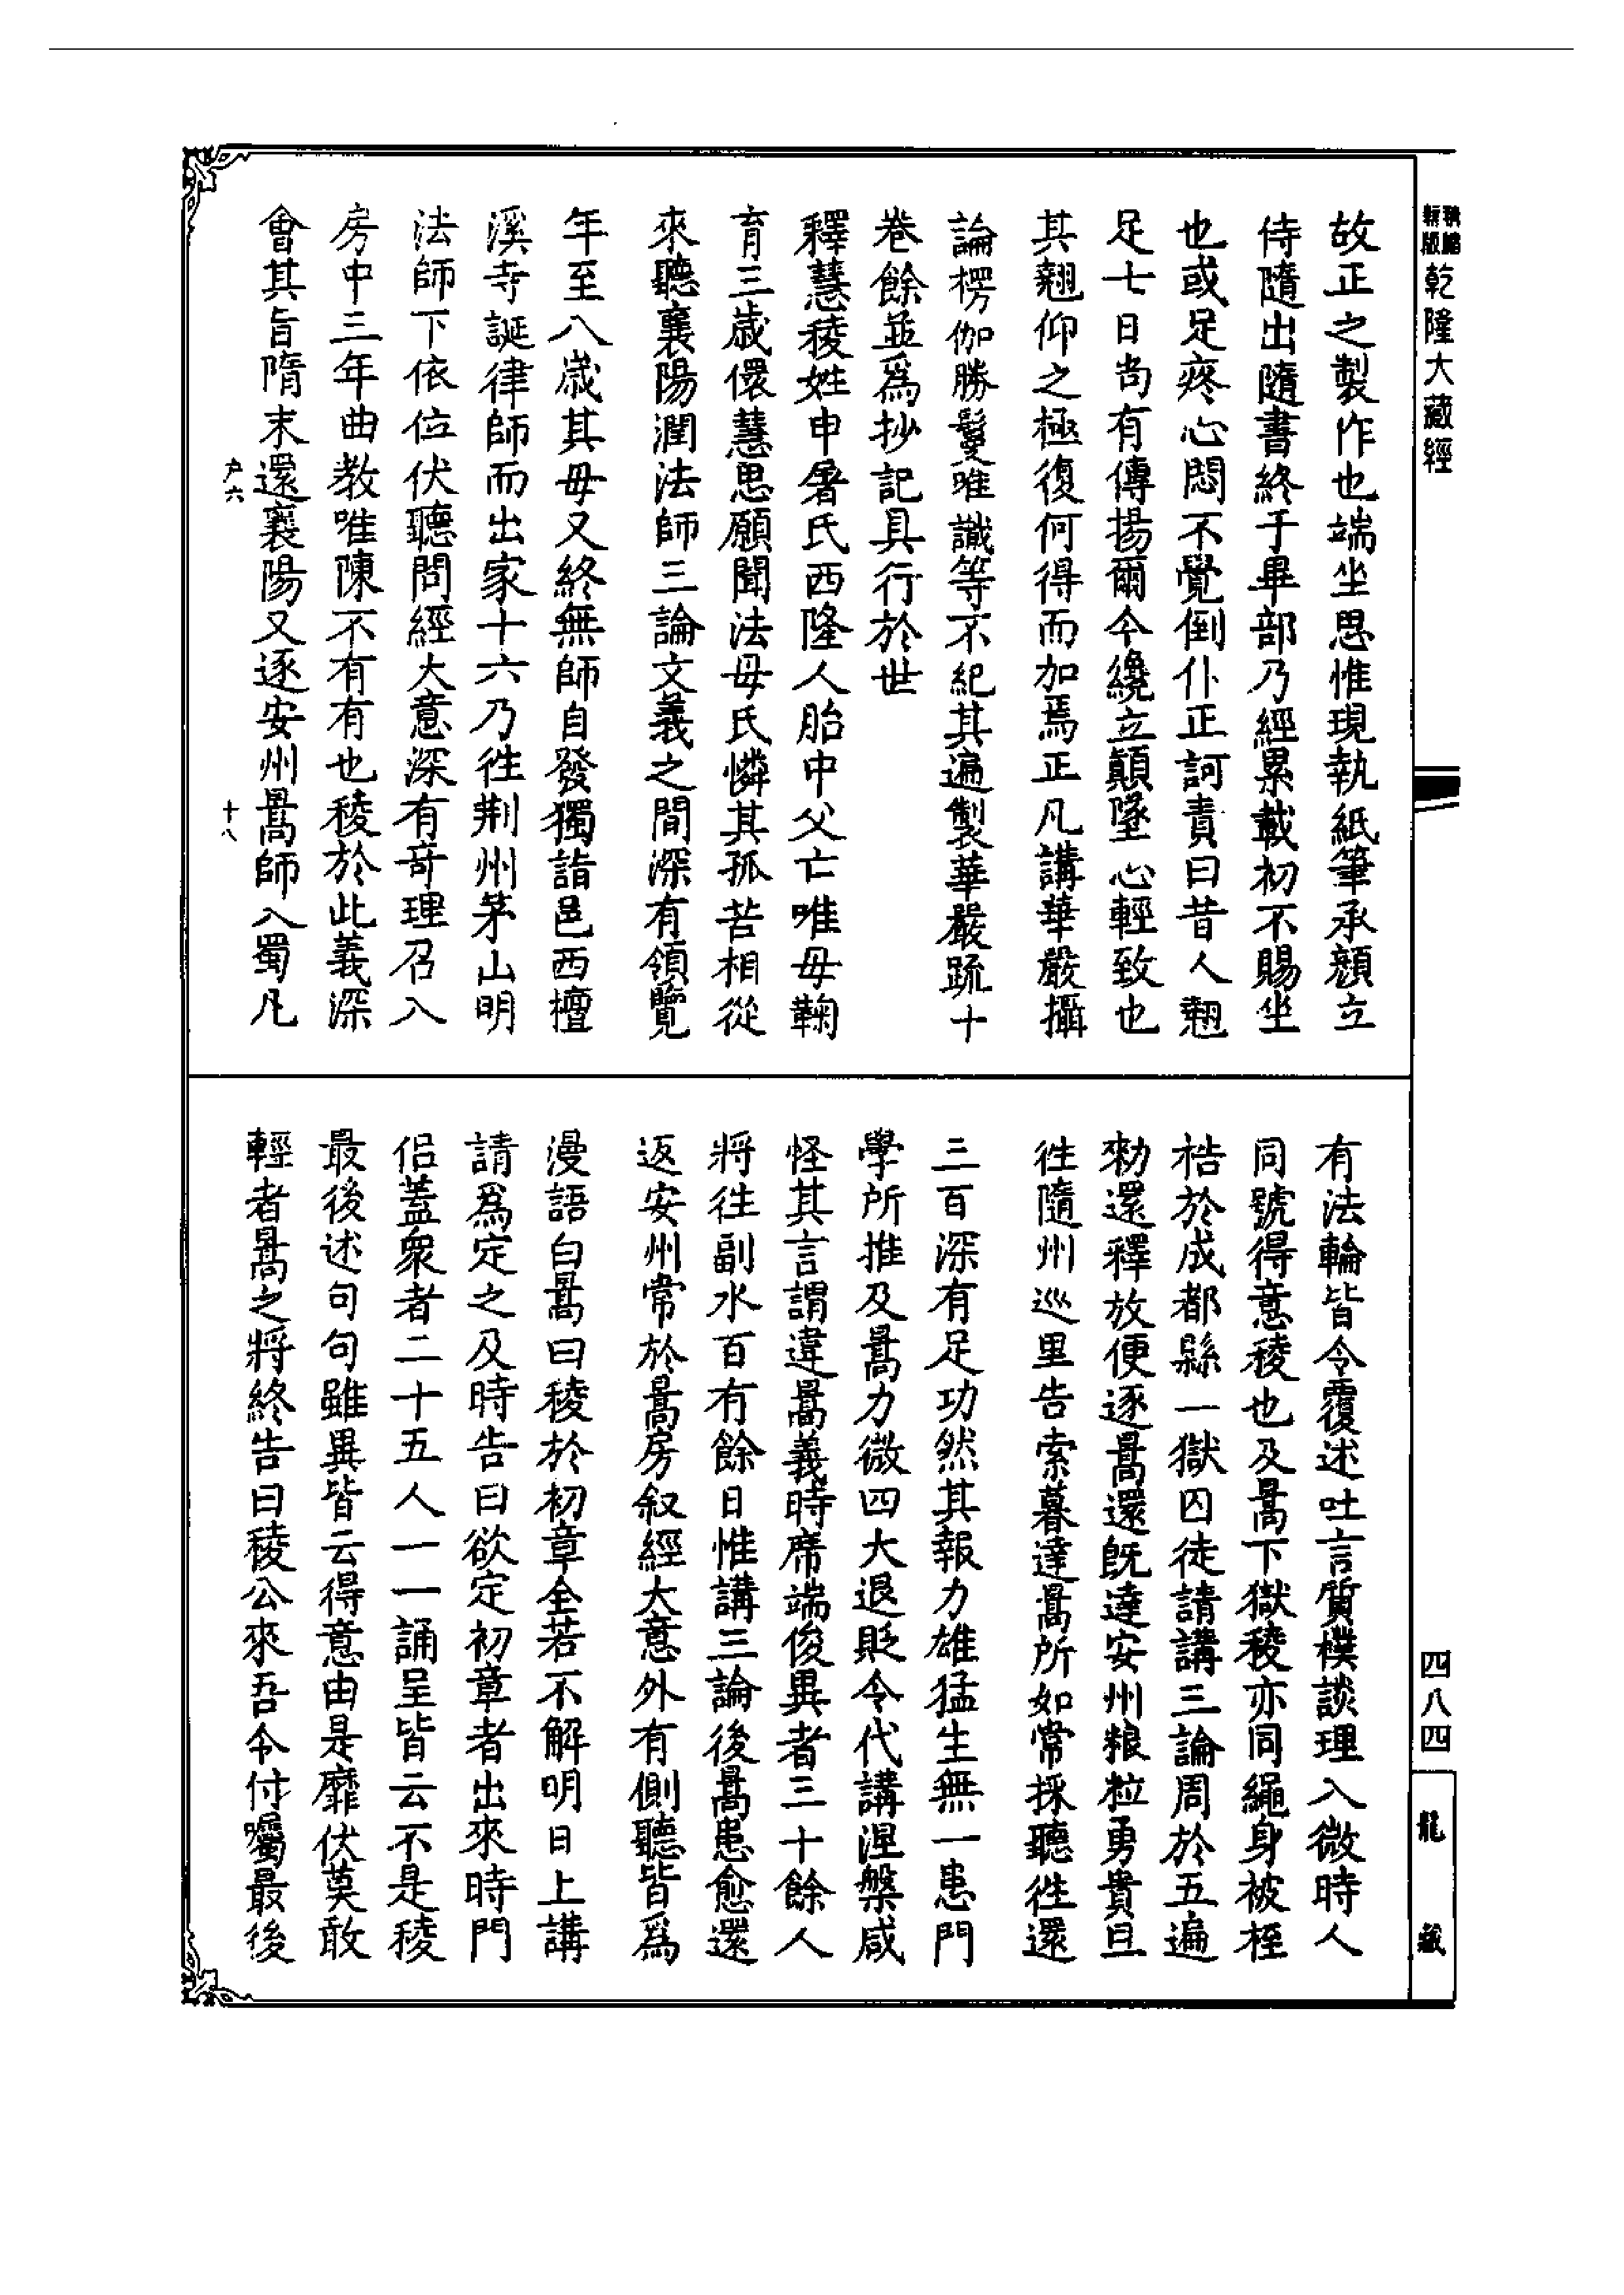 新版
執編
乾隆大藏經
四八四
龍藏
故正之製作也端坐思惟現執紙筆承顏立
侍隨出隨書終于畢部乃經累載初不賜坐
也或足疼心悶不覺倒仆正訶責曰昔人翹
足七日尚有傳揚爾今纔立顛墜心輕致也
其翹仰之極復何得而加焉正凡講華嚴攝
論楞伽勝鬘唯識等不紀其遍製華嚴疏十
卷餘並爲抄記具行於世
釋慧稜姓申屠氏西隆人胎中父亡唯母鞠
育三歲儇慧思願聞法母氏憐其孤苦相從
來聽襄陽潤法師三論文義之間深有領覽
年至八歲其母又終無師自發獨詣邑西檀
溪寺誕律師而出家十六乃徃荆州茅山明
法師下依位伏聽問經大意深有奇理召入
房中三年曲教唯陳不有有也稜於此義深
會其旨隋末還襄陽又逐安州暠師入蜀凡
户六
十八
有法輪皆令覆述吐言質樸談理入微時人
同號得意稜也及暠下獄稜亦同繩身被桎
梏於成都縣一獄囚徒請講三論周於五遍
勑還釋放便逐暠還既達安州粮粒勇貴旦
徃隨州巡里告索暮達暠所如常採聽徃還
三百深有足功然其報力雄猛生無一患門
學所推及暠力微四大退貶令代講涅槃咸
怪其言謂違暠義時席端俊異者三十餘人
將徃副水百有餘日惟講三論後暠患愈還
返安州常於暠房叙經大意外有側聽皆爲
漫語白暠曰稜於初章全若不解明日上講
請爲定之及時告曰欲定初章者出來時門
侣蓋衆者二十五人一一誦呈皆云不是稜
最後述句句雖異皆云得意由是靡伏莫敢
輕者暠之將終告曰稜公來吾今付囑最後